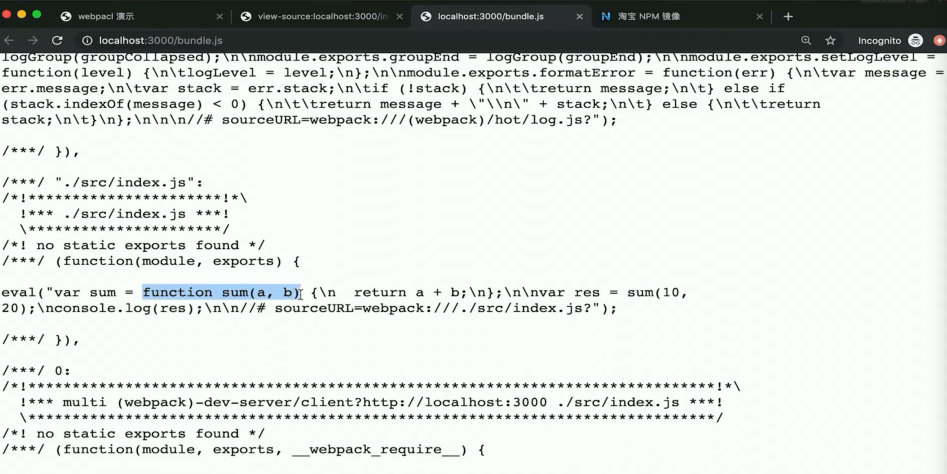 webpacl 演示
view-source:localhost:3000/in
localhost:3000/bundle.js
淘宝 NPM 镜像
localhost:3000/bundle.js
Incognito
logGroup(groupCollapsed);\n\nmodule.exports.groupEnd = logGroup(groupEnd);\n\nmodule.exports.setLogLevel =
function(level) {\n\tlogLevel = level;\n};\n\nmodule.exports.formatError = function(err) {\n\tvar message =
err.message;\n\tvar stack = err.stack;\n\tif (!stack) {\n\t\treturn message;\n\t} else if
(stack.indexOf(message) < 0) {\n\t\treturn message + \"\\n\" + stack;\n\t} else {\n\t\treturn
stack;\n\t}\n};\n\n\n//# sourceURL=webpack:///(webpack)/hot/log.js?");
/***/ }),
/***/ "./src/index.js":
/*!**********************!*\
!*** ./src/index.js ***!
\**********************/
/*! no static exports found */
/***/ (function(module, exports) {
eval("var sum = function sum(a, b) {\n  return a + b;\n};\n\nvar res = sum(10,
20);\nconsole.log(res);\n\n//# sourceURL=webpack:///./src/index.js?");
/***/ }),
/***/ 0:
/*!******************************************************************************!*\
!*** multi (webpack)-dev-server/client?http://localhost:3000 ./src/index.js ***!
\******************************************************************************/
/*! no static exports found */
/***/ (function(module, exports, __webpack_require__) {